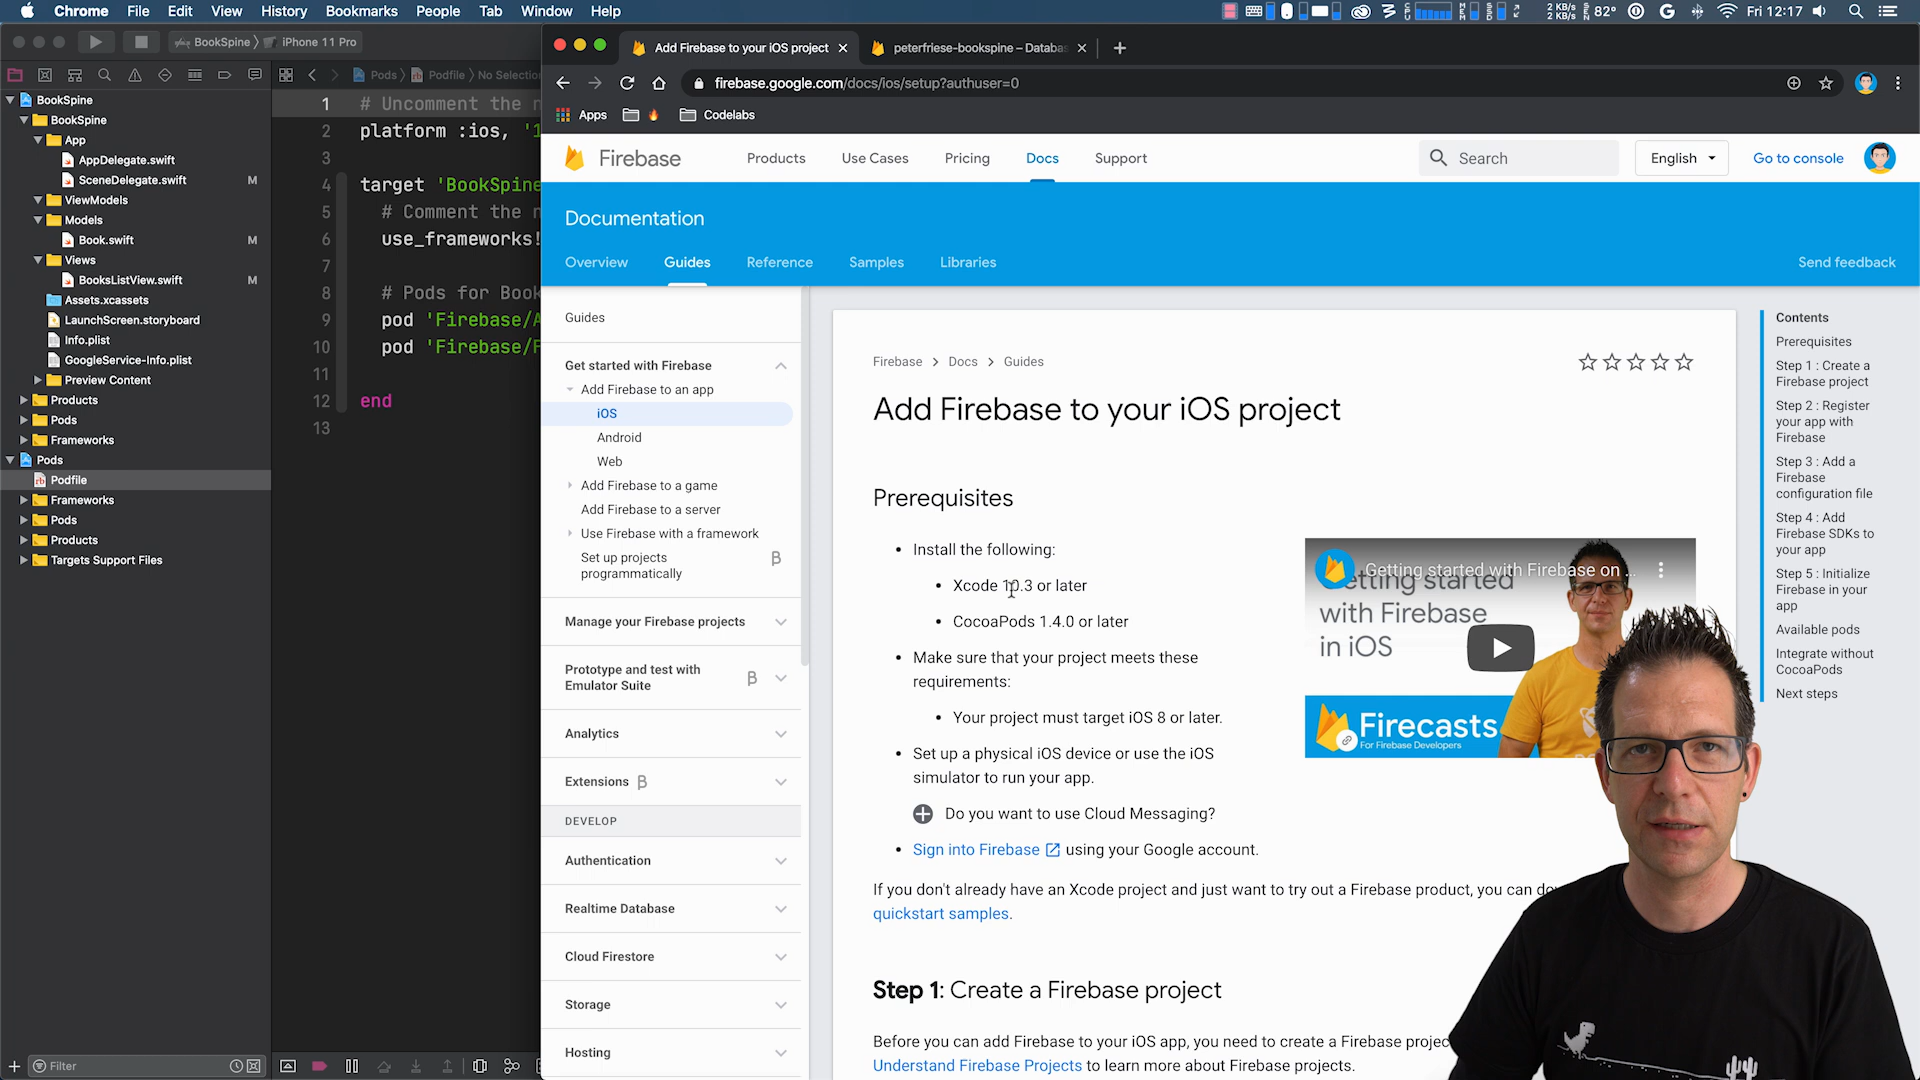 Chrome File Edit View History Bookmarks People Tab Window Help
2 KB/s
2 KB/s
82°
Fri 12:17
BookSpine iPhone 11 Pro
Pods Podfile No Selection
BookSpine
BookSpine
App
AppDelegate.swift
SceneDelegate.swift M
ViewModels
Models
Book.swift M
Views
BooksListView.swift M
Assets.xcassets
LaunchScreen.storyboard
Info.plist
GoogleService-Info.plist
Preview Content
Products
Pods
Frameworks
Pods
Podfile
Frameworks
Pods
Products
Targets Support Files
Filter
1 # Uncomment the n
2 platform :ios, '1
3
4 target 'BookSpine
5 # Comment the n
6 use_frameworks!
7
8 # Pods for Book
9 pod 'Firebase/A
10 pod 'Firebase/F
11
12 end
13
Add Firebase to your iOS project
peterfriese-bookspine – Databa
firebase.google.com/docs/ios/setup?authuser=0
Apps
Codelabs
Firebase
Products Use Cases Pricing Docs Support
Search
English
Go to console
Documentation
Overview Guides Reference Samples Libraries
Send feedback
Guides
Get started with Firebase
Add Firebase to an app
iOS
Android
Web
Add Firebase to a game
Add Firebase to a server
Use Firebase with a framework
Set up projects
programmatically
Manage your Firebase projects
Prototype and test with
Emulator Suite
Analytics
Extensions
DEVELOP
Authentication
Realtime Database
Cloud Firestore
Storage
Hosting
Firebase > Docs > Guides
Add Firebase to your iOS project
Prerequisites
Install the following:
Xcode 10.3 or later
CocoaPods 1.4.0 or later
Make sure that your project meets these
requirements:
Your project must target iOS 8 or later.
Set up a physical iOS device or use the iOS
simulator to run your app.
Do you want to use Cloud Messaging?
Sign into Firebase using your Google account.
If you don't already have an Xcode project and just want to try out a Firebase product, you can do
quickstart samples.
Step 1: Create a Firebase project
Before you can add Firebase to your iOS app, you need to create a Firebase projec
Understand Firebase Projects to learn more about Firebase projects.
Getting started with Firebase on ...
Getting started
with Firebase
in iOS
Firecasts
For Firebase Developers
Contents
Prerequisites
Step 1 : Create a
Firebase project
Step 2 : Register
your app with
Firebase
Step 3 : Add a
Firebase
configuration file
Step 4 : Add
Firebase SDKs to
your app
Step 5 : Initialize
Firebase in your
app
Available pods
Integrate without
CocoaPods
Next steps